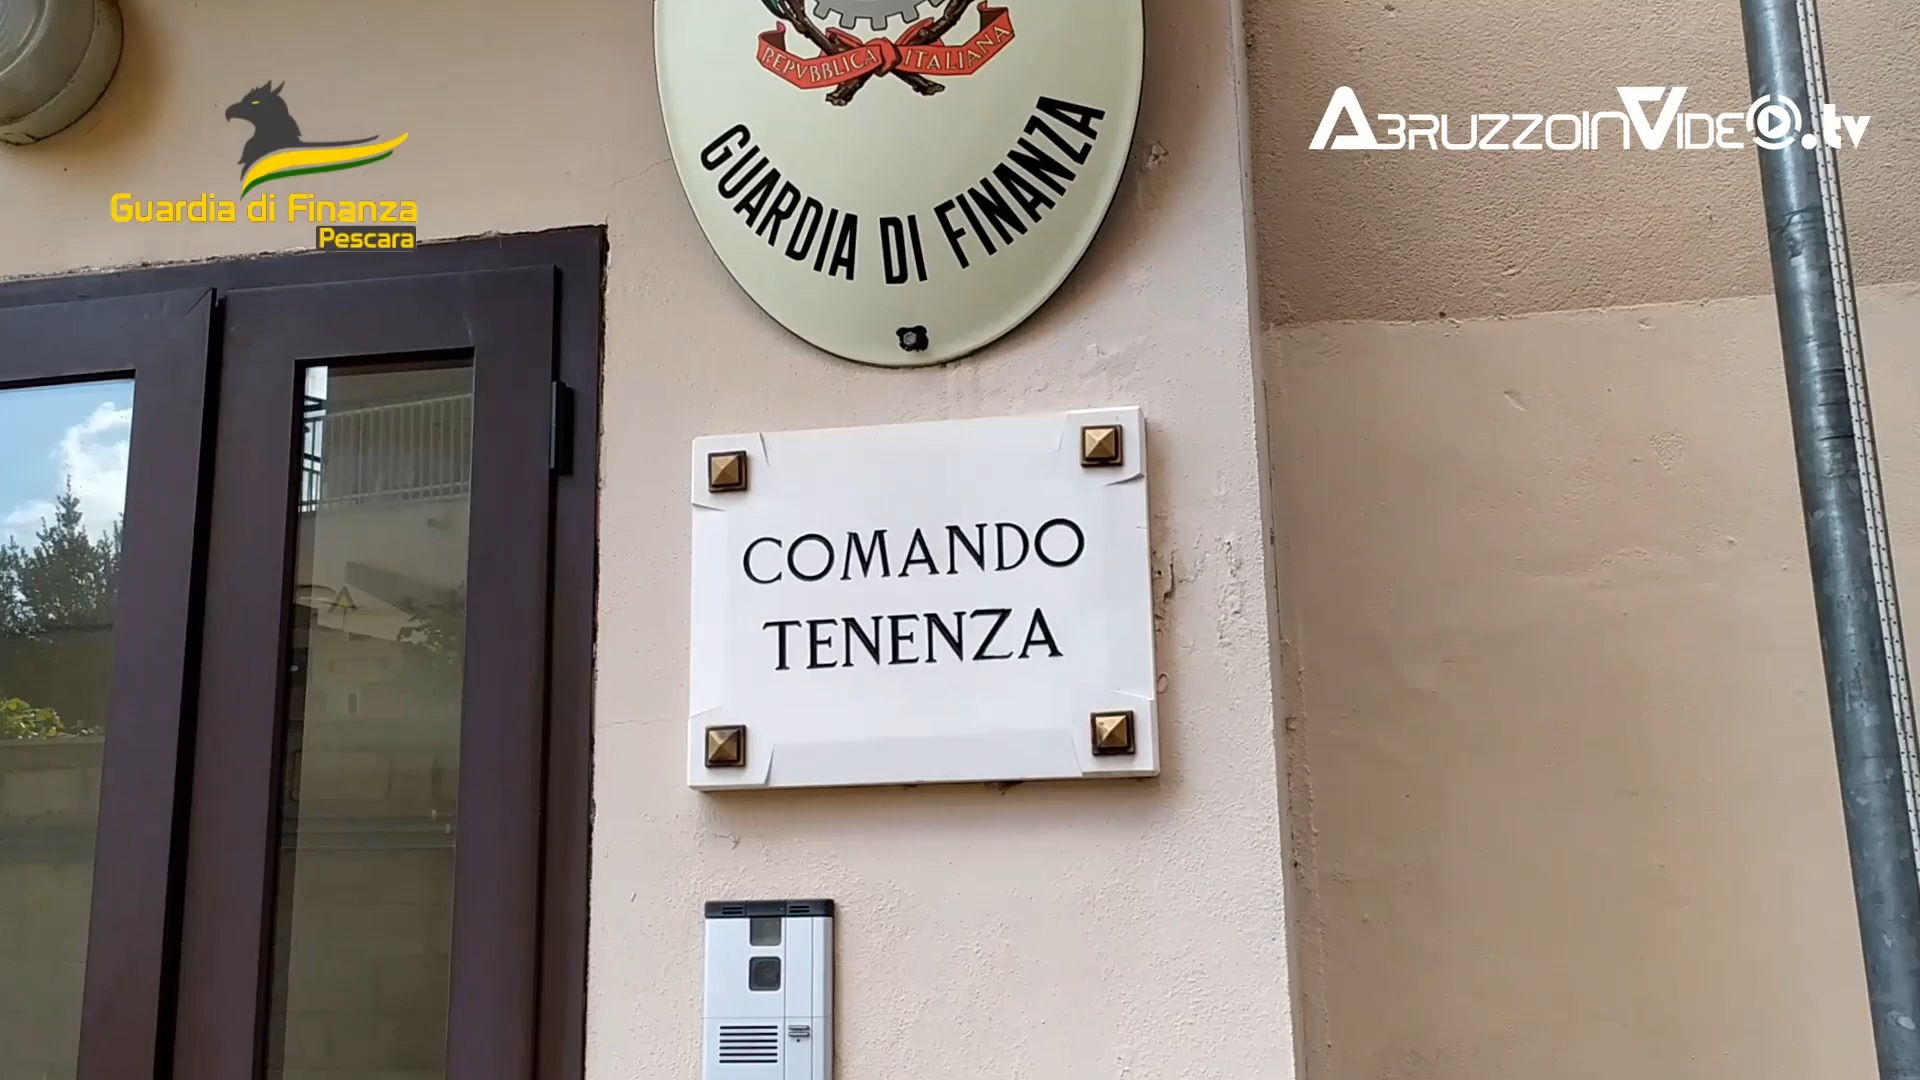 REPVBBLICA ITALIANA
GUARDIA DI FINANZA
Guardia di Finanza
Pescara
ABRUZZOINVIDEO.tv
COMANDO
TENENZA